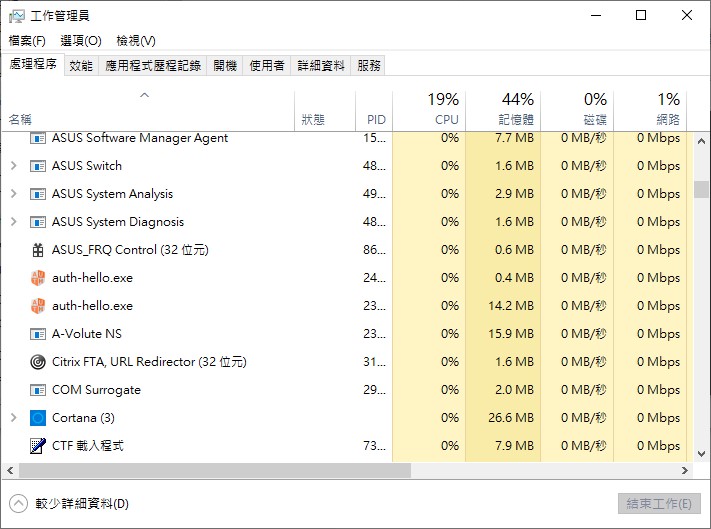 工作管理員
檔案(F) 選項(O) 檢視(V)
處理程序 效能 應用程式歷程記錄 開機 使用者 詳細資料 服務
19% 44% 0% 1%
名稱 狀態 PID CPU 記憶體 磁碟 網路
ASUS Software Manager Agent 15... 0% 7.7 MB 0 MB/秒 0 Mbps
ASUS Switch 48... 0% 1.6 MB 0 MB/秒 0 Mbps
ASUS System Analysis 49... 0% 2.9 MB 0 MB/秒 0 Mbps
ASUS System Diagnosis 48... 0% 1.6 MB 0 MB/秒 0 Mbps
ASUS_FRQ Control (32 位元) 86... 0% 0.6 MB 0 MB/秒 0 Mbps
auth-hello.exe 24... 0% 0.4 MB 0 MB/秒 0 Mbps
auth-hello.exe 23... 0% 14.2 MB 0 MB/秒 0 Mbps
A-Volute NS 23... 0% 15.9 MB 0 MB/秒 0 Mbps
Citrix FTA, URL Redirector (32 位元) 31... 0% 1.6 MB 0 MB/秒 0 Mbps
COM Surrogate 29... 0% 2.0 MB 0 MB/秒 0 Mbps
Cortana (3) 0% 26.6 MB 0 MB/秒 0 Mbps
CTF 載入程式 73... 0% 7.9 MB 0 MB/秒 0 Mbps
較少詳細資料(D) 結束工作(E)